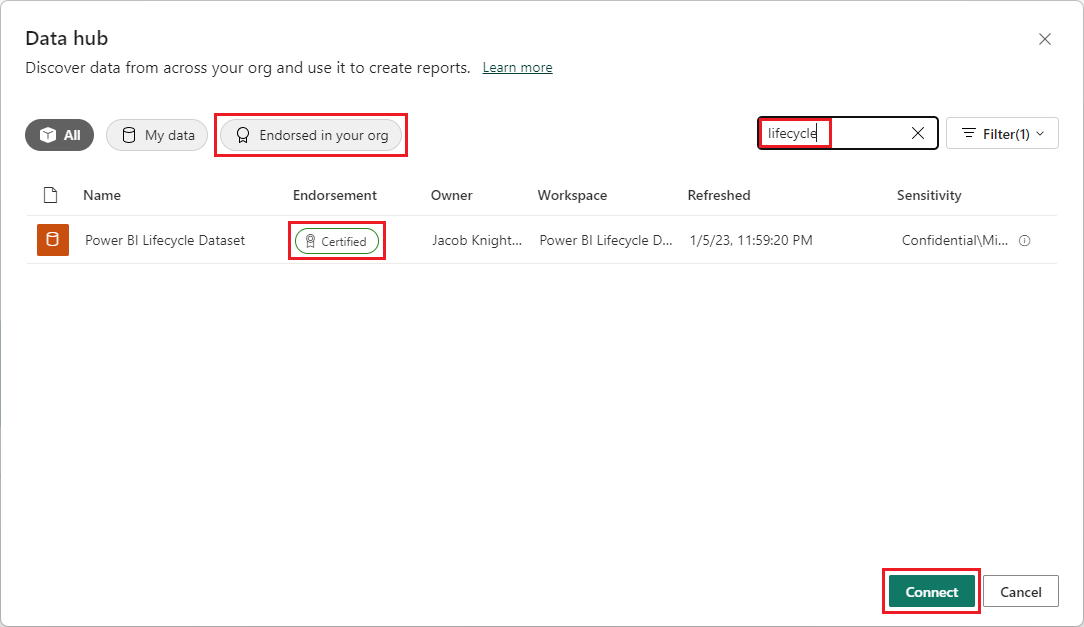 Data hub
Discover data from across your org and use it to create reports. Learn more
All My data Endorsed in your org lifecycle Filter(1)
Name Endorsement Owner Workspace Refreshed Sensitivity
Power BI Lifecycle Dataset Certified Jacob Knight... Power BI Lifecycle D... 1/5/23, 11:59:20 PM Confidential\Mi...
Connect Cancel